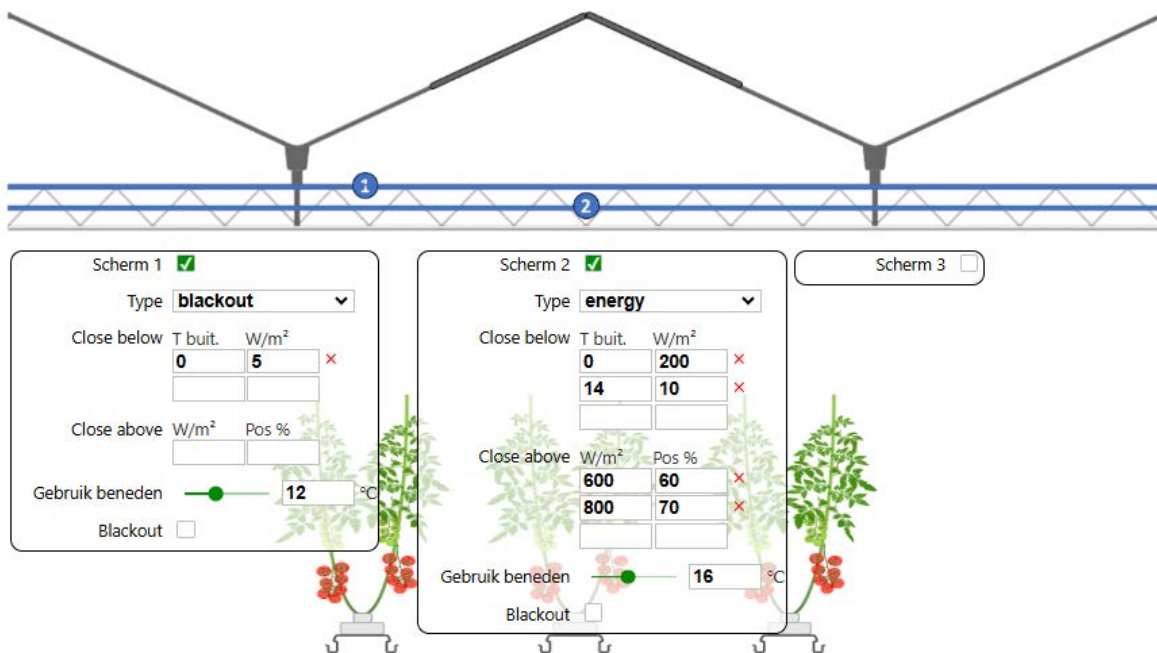 1
2
Scherm 1
Type blackout
Close below T buit. W/m²
0 5
Close above W/m² Pos %
Gebruik beneden 12 °C
Blackout
Scherm 2
Type energy
Close below T buit. W/m²
0 200
14 10
Close above W/m² Pos %
600 60
800 70
Gebruik beneden 16 °C
Blackout
Scherm 3